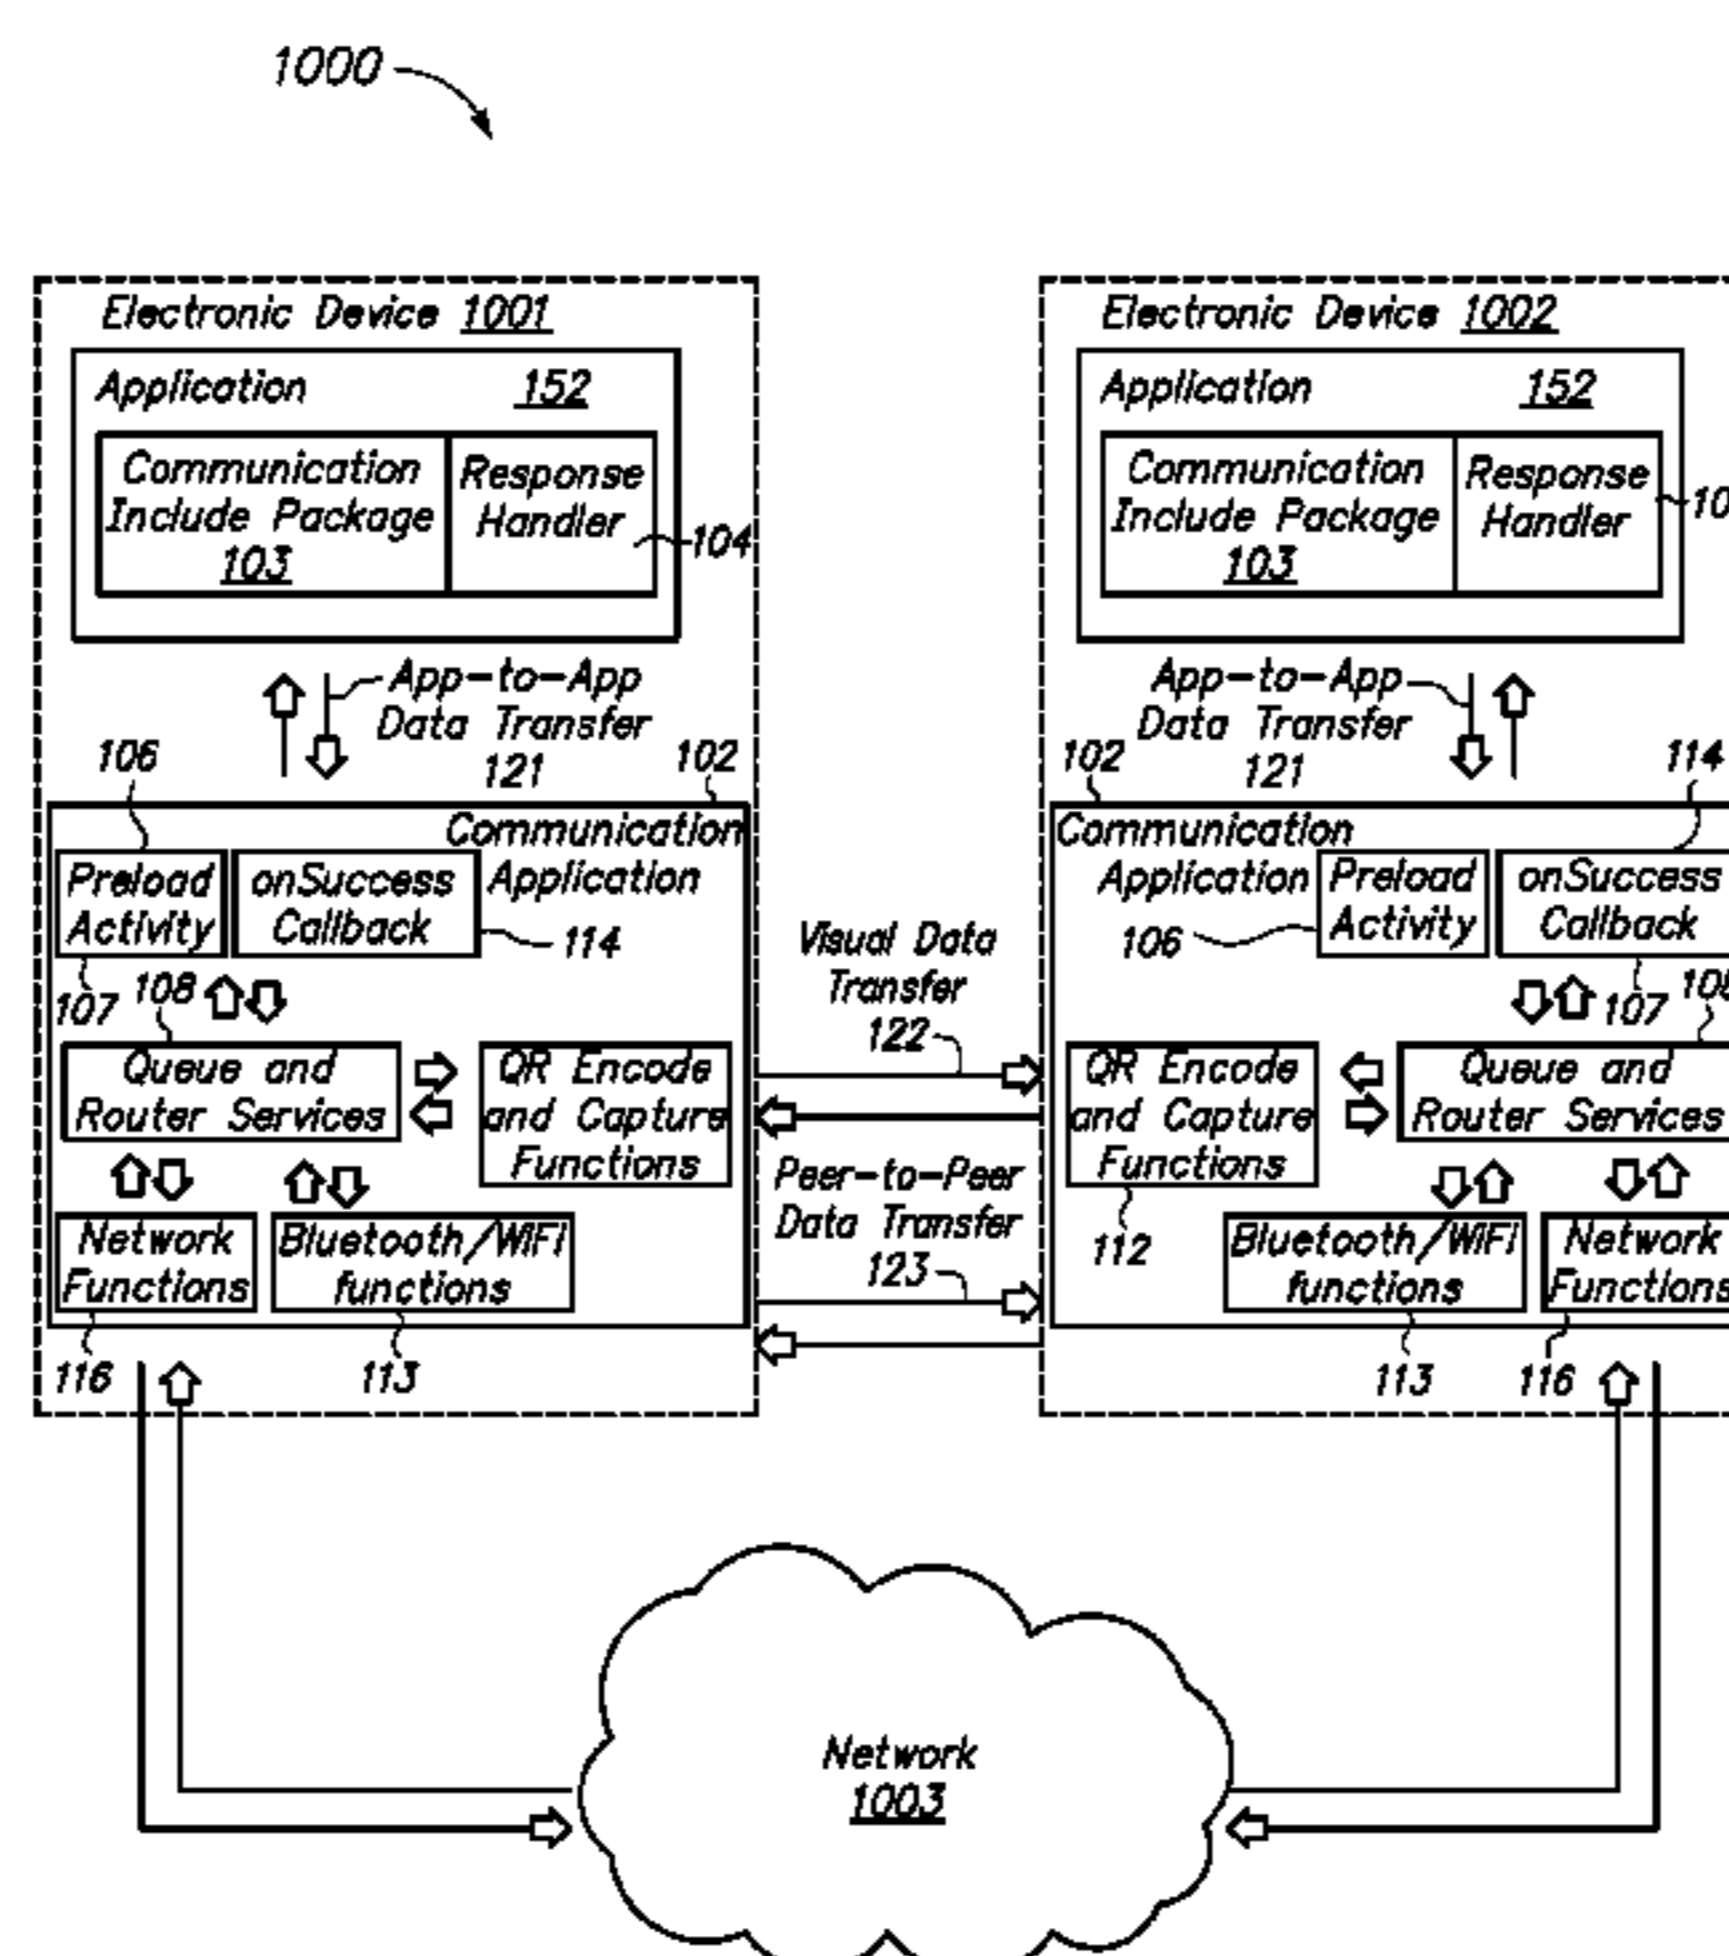 1000
Electronic Device 1001
Application 152
Communication
Include Package
103
Response
Handler
104
App-to-App
Data Transfer
121
106
102
Communication
Application
Preload
Activity
onSuccess
Callback
114
107
108
Queue and
Router Services
QR Encode
and Capture
Functions
Network
Functions
Bluetooth/WiFi
functions
116
113
Visual Data
Transfer
122
Peer-to-Peer
Data Transfer
123
Electronic Device 1002
Application 152
Communication
Include Package
103
Response
Handler
App-to-App
Data Transfer
121
102
114
Communication
Application
Preload
Activity
onSuccess
Callback
106
107
QR Encode
and Capture
Functions
Queue and
Router Services
112
Bluetooth/WiFi
functions
Network
Functions
113
116
Network
1003